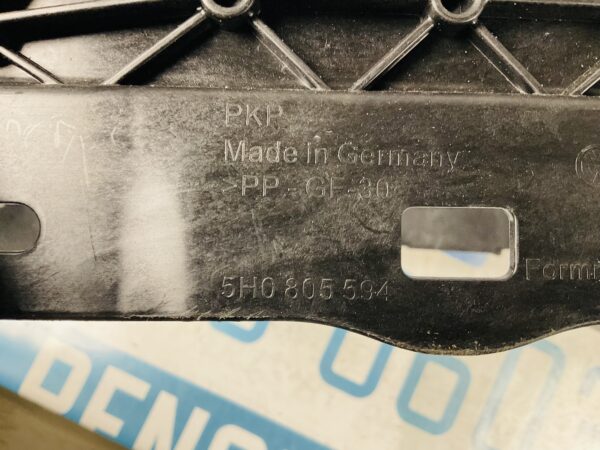 PKP
Made in Germany
>PP - GF-30
5H0 805 594
Form